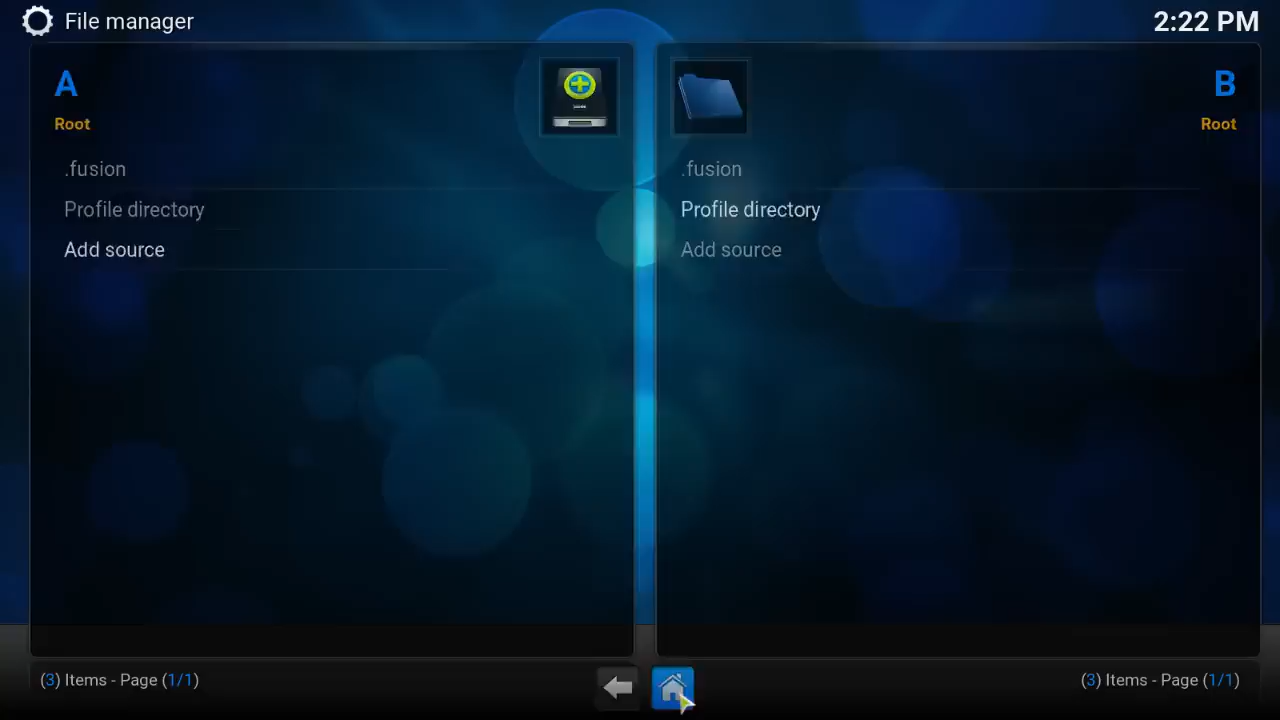 File manager
2:22 PM
A
Root
.fusion
Profile directory
Add source
(3) Items - Page (1/1)
B
Root
.fusion
Profile directory
Add source
(3) Items - Page (1/1)